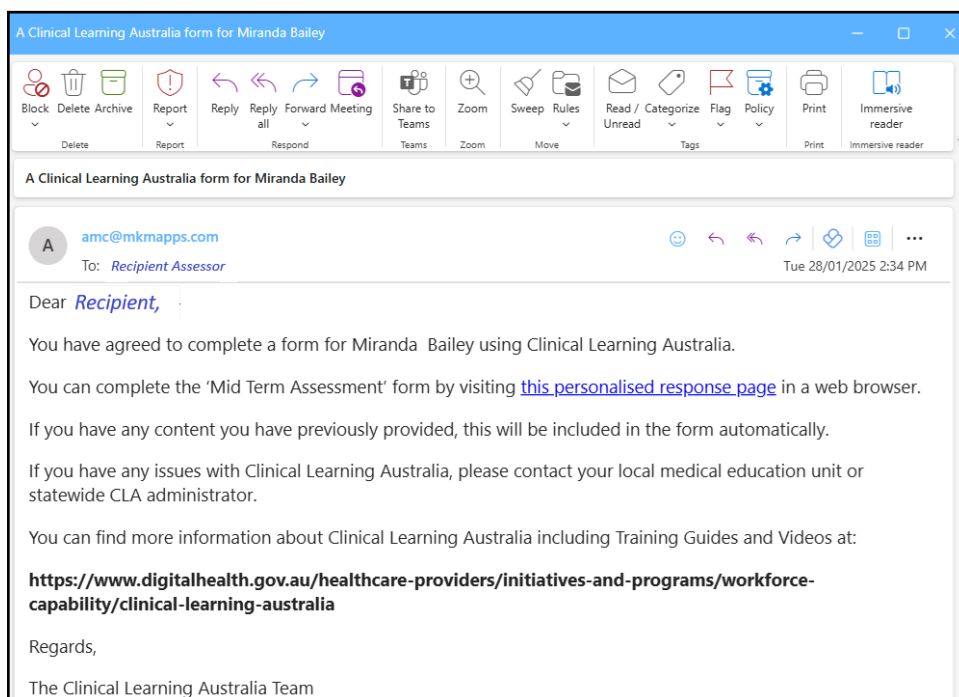 A Clinical Learning Australia form for Miranda Bailey
Block Delete Archive Report Reply Reply all Forward Meeting Share to Teams Zoom Sweep Rules Read / Unread Categorize Flag Policy Print Immersive reader
Delete Report Respond Teams Zoom Move Tags Print Immersive reader
A Clinical Learning Australia form for Miranda Bailey
A
amc@mkmapps.com
To: Recipient Assessor
Tue 28/01/2025 2:34 PM
Dear Recipient,
You have agreed to complete a form for Miranda Bailey using Clinical Learning Australia.
You can complete the ‘Mid Term Assessment’ form by visiting this personalised response page in a web browser.
If you have any content you have previously provided, this will be included in the form automatically.
If you have any issues with Clinical Learning Australia, please contact your local medical education unit or
statewide CLA administrator.
You can find more information about Clinical Learning Australia including Training Guides and Videos at:
https://www.digitalhealth.gov.au/healthcare-providers/initiatives-and-programs/workforce-
capability/clinical-learning-australia
Regards,
The Clinical Learning Australia Team